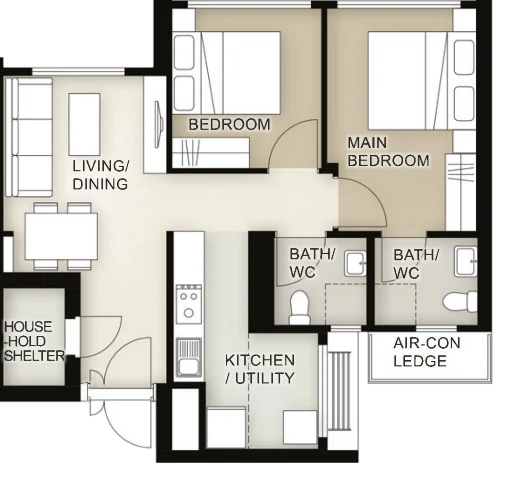 BEDROOM
MAIN
BEDROOM
LIVING/
DINING
BATH/
WC
BATH/
WC
HOUSE
-HOLD
SHELTER
KITCHEN
/ UTILITY
AIR-CON
LEDGE